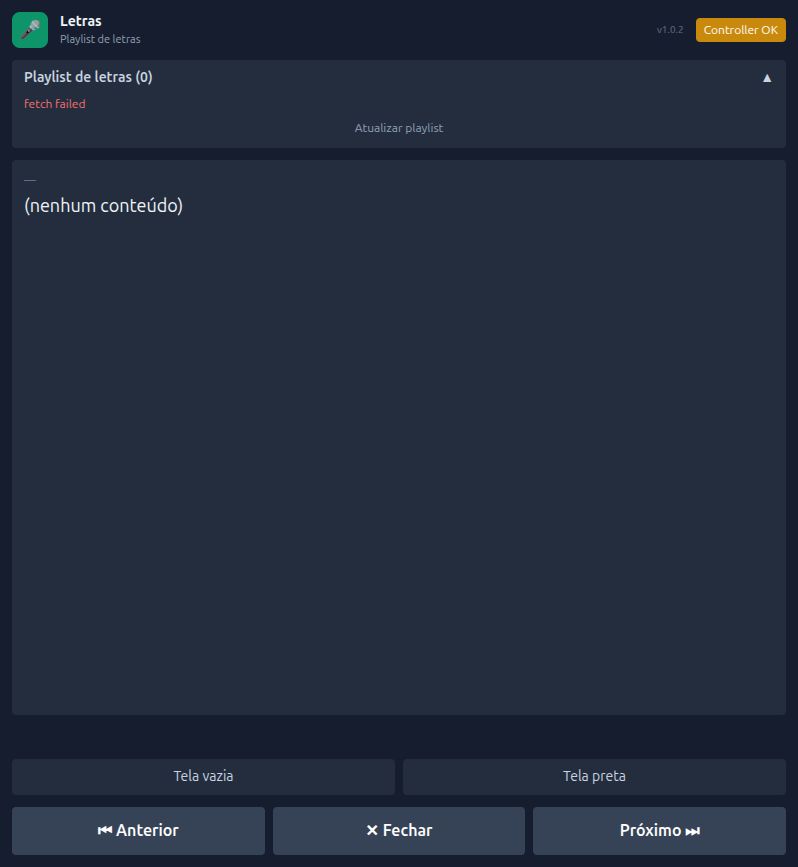 Letras
Playlist de letras
v1.0.2
Controller OK
Playlist de letras (0)
▲
fetch failed
Atualizar playlist
—
(nenhum conteúdo)
Tela vazia
Tela preta
⏮ Anterior
✕ Fechar
Próximo ⏭